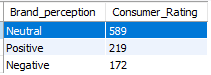 Brand_perception Consumer_Rating
Neutral 589
Positive 219
Negative 172